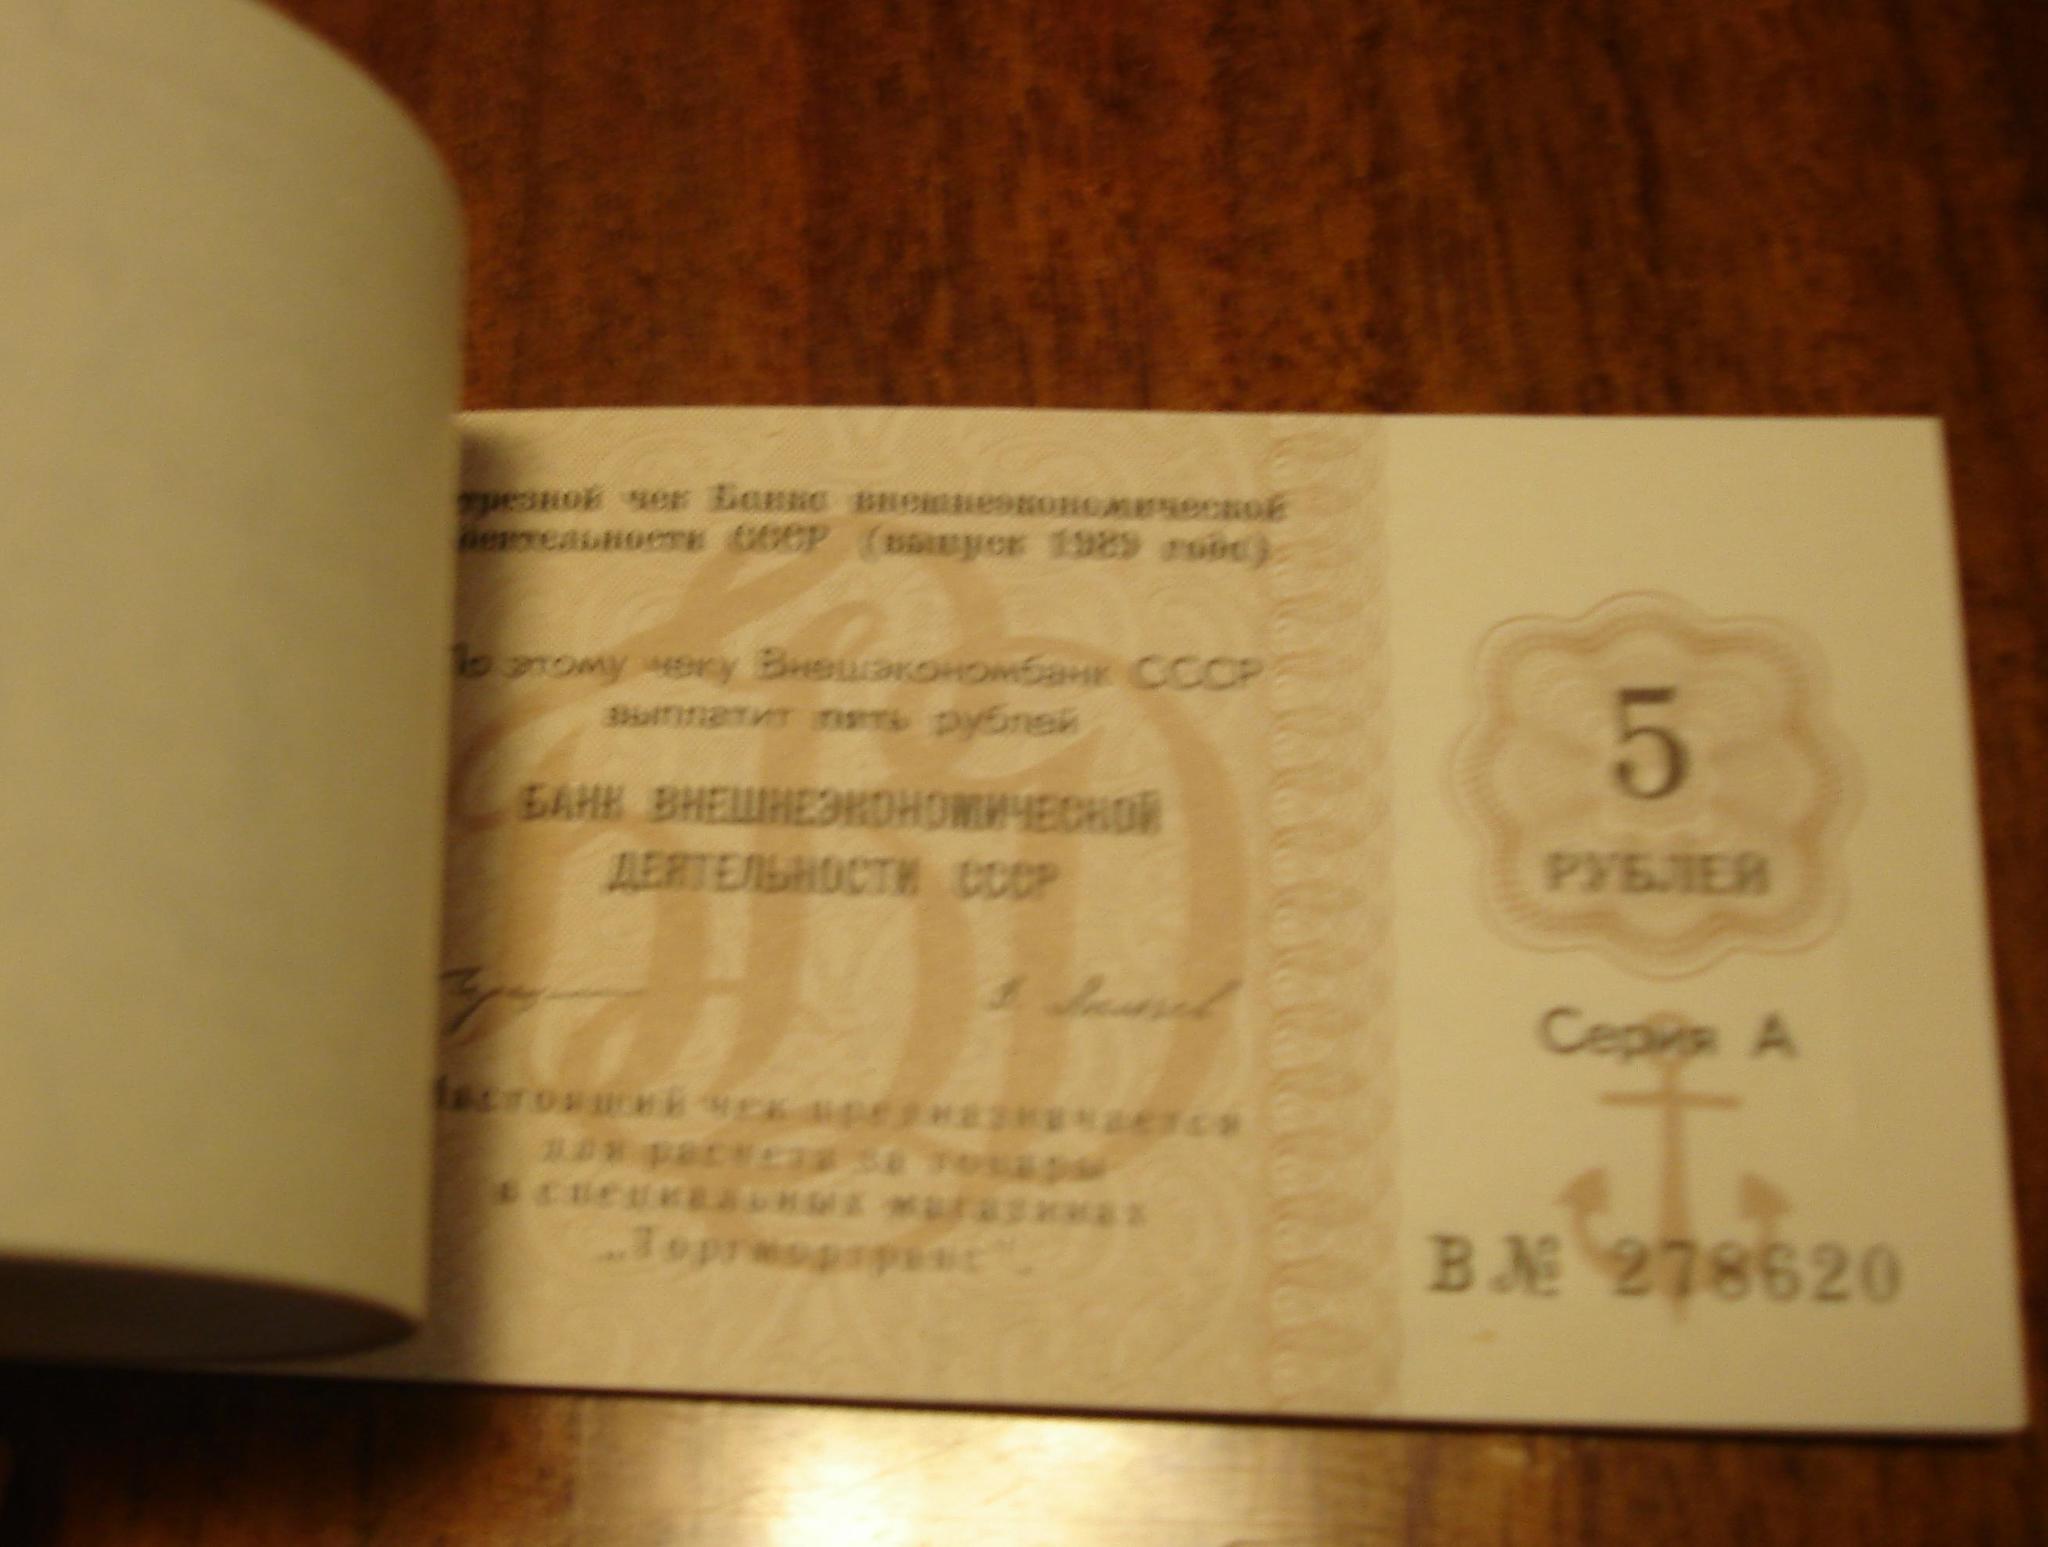 трезной чек Банка внешнеэкономической
деятельности СССР (выпуск 1989 года)
По этому чеку Внешэкономбанк СССР
выплатит пять рублей
БАНК ВНЕШНЕЭКОНОМИЧЕСКОЙ
ДЕЯТЕЛЬНОСТИ СССР
Настоящий чек предназначается
для расчета за товары
в специальных магазинах
„Торгмортранс".
5
РУБЛЕЙ
Серия А
В № 278620